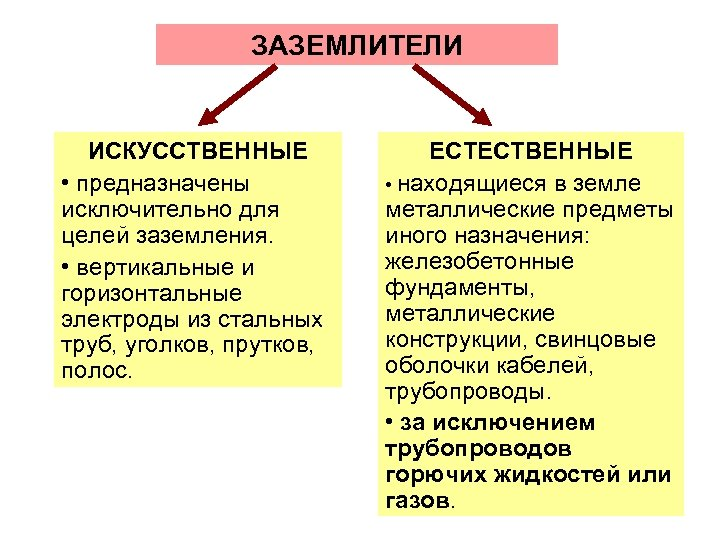 ЗАЗЕМЛИТЕЛИ
ИСКУССТВЕННЫЕ
• предназначены
исключительно для
целей заземления.
• вертикальные и
горизонтальные
электроды из стальных
труб, уголков, прутков,
полос.
ЕСТЕСТВЕННЫЕ
• находящиеся в земле
металлические предметы
иного назначения:
железобетонные
фундаменты,
металлические
конструкции, свинцовые
оболочки кабелей,
трубопроводы.
• за исключением
трубопроводов
горючих жидкостей или
газов.